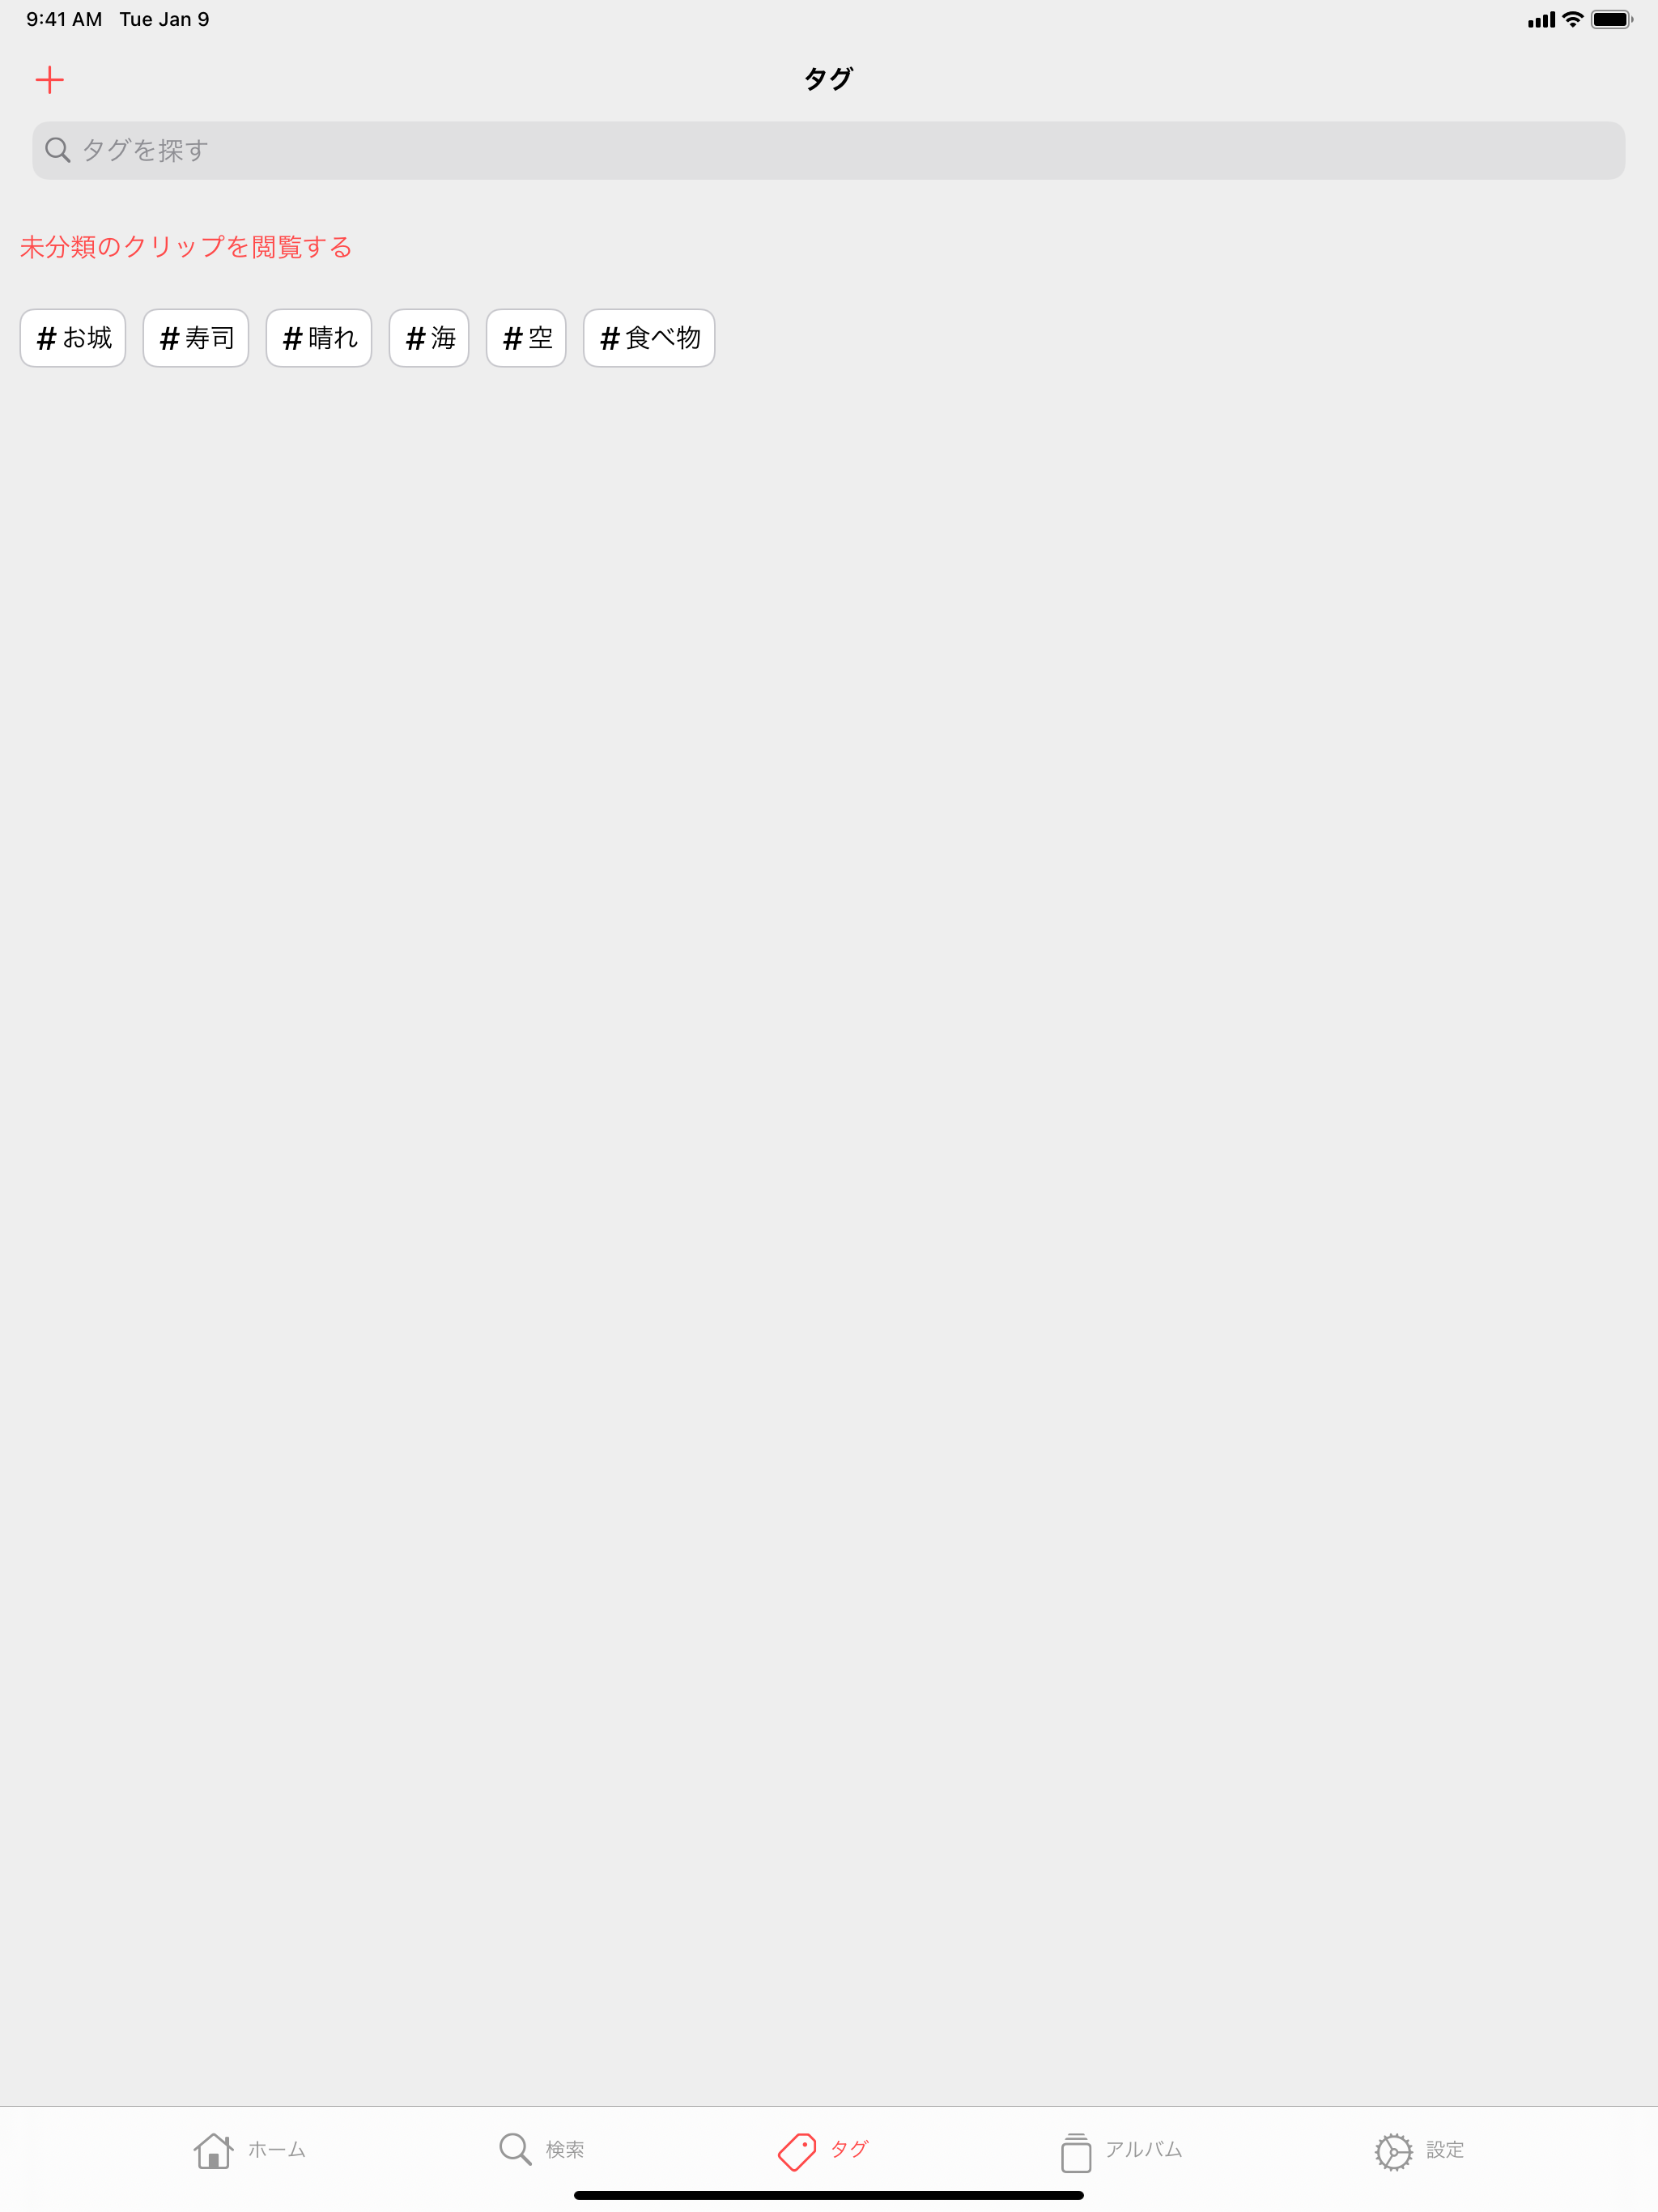 9:41 AM Tue Jan 9
タグ
タグを探す
未分類のクリップを閲覧する
#お城 #寿司 #晴れ #海 #空 #食べ物
ホーム 検索 タグ アルバム 設定